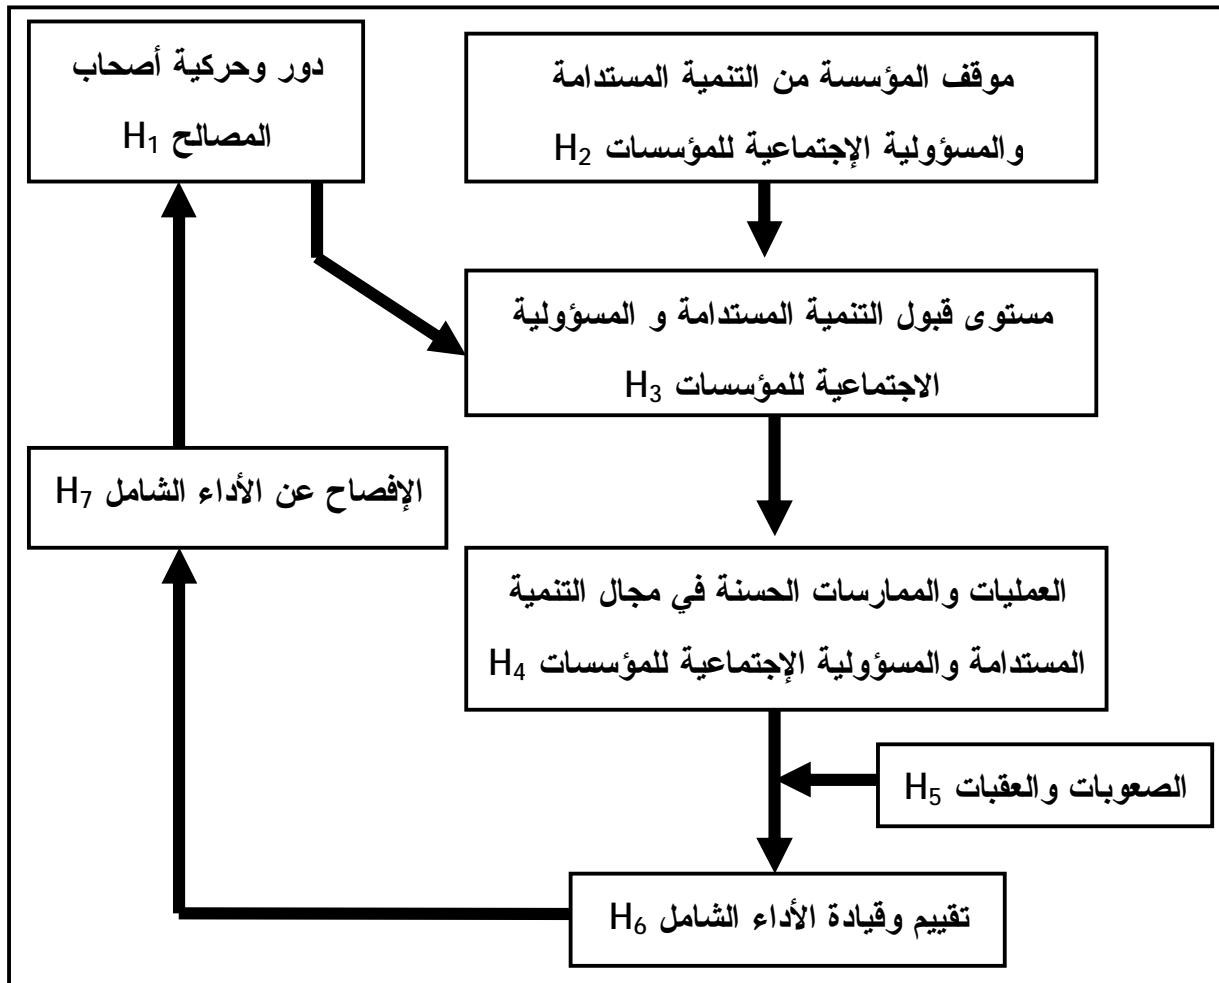 دور وحركية أصحاب
المصالح H₁
موقف المؤسسة من التنمية المستدامة
والمسؤولية الإجتماعية للمؤسسات H₂
مستوى قبول التنمية المستدامة و المسؤولية
الاجتماعية للمؤسسات H₃
الإفصاح عن الأداء الشامل H₇
العمليات والممارسات الحسنة في مجال التنمية
المستدامة والمسؤولية الإجتماعية للمؤسسات H₄
الصعوبات والعقبات H₅
تقييم وقيادة الأداء الشامل H₆